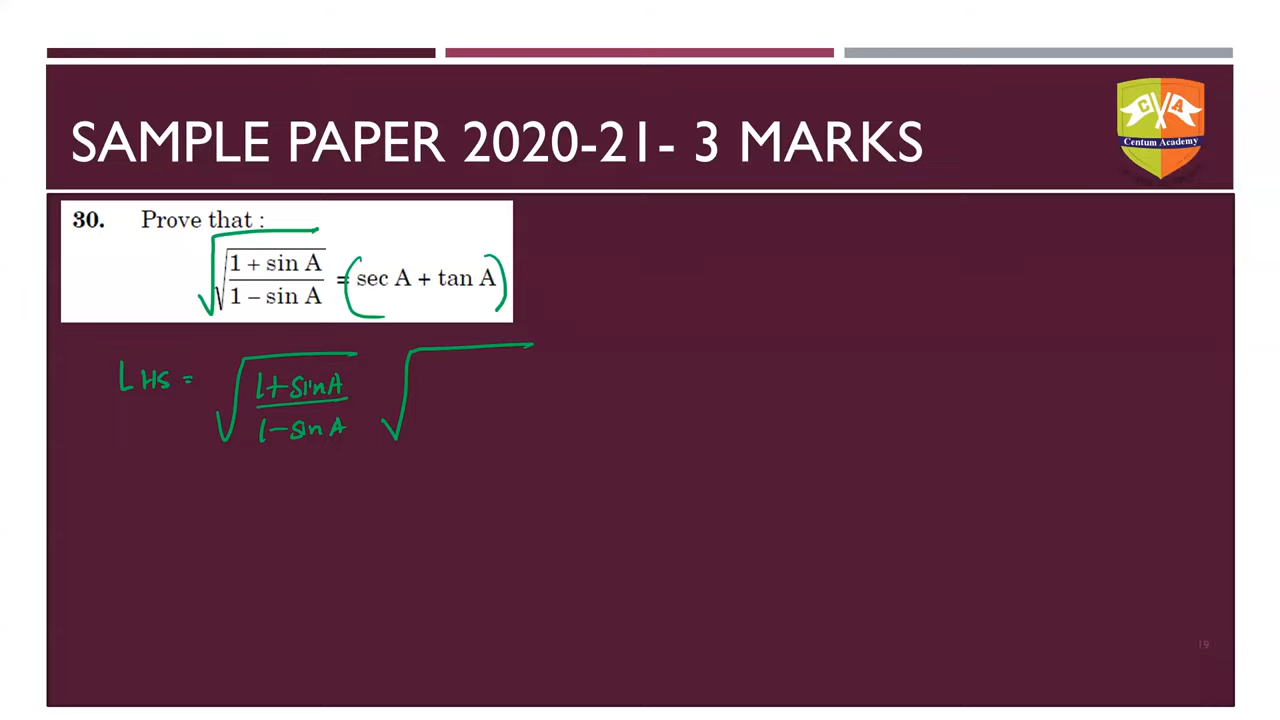 SAMPLE PAPER 2020-21- 3 MARKS
C A
Centum Academy
30. Prove that :
√((1 + sin A)/(1 − sin A)) = sec A + tan A
LHS = √((1+sinA)/(1−sinA)) √
19